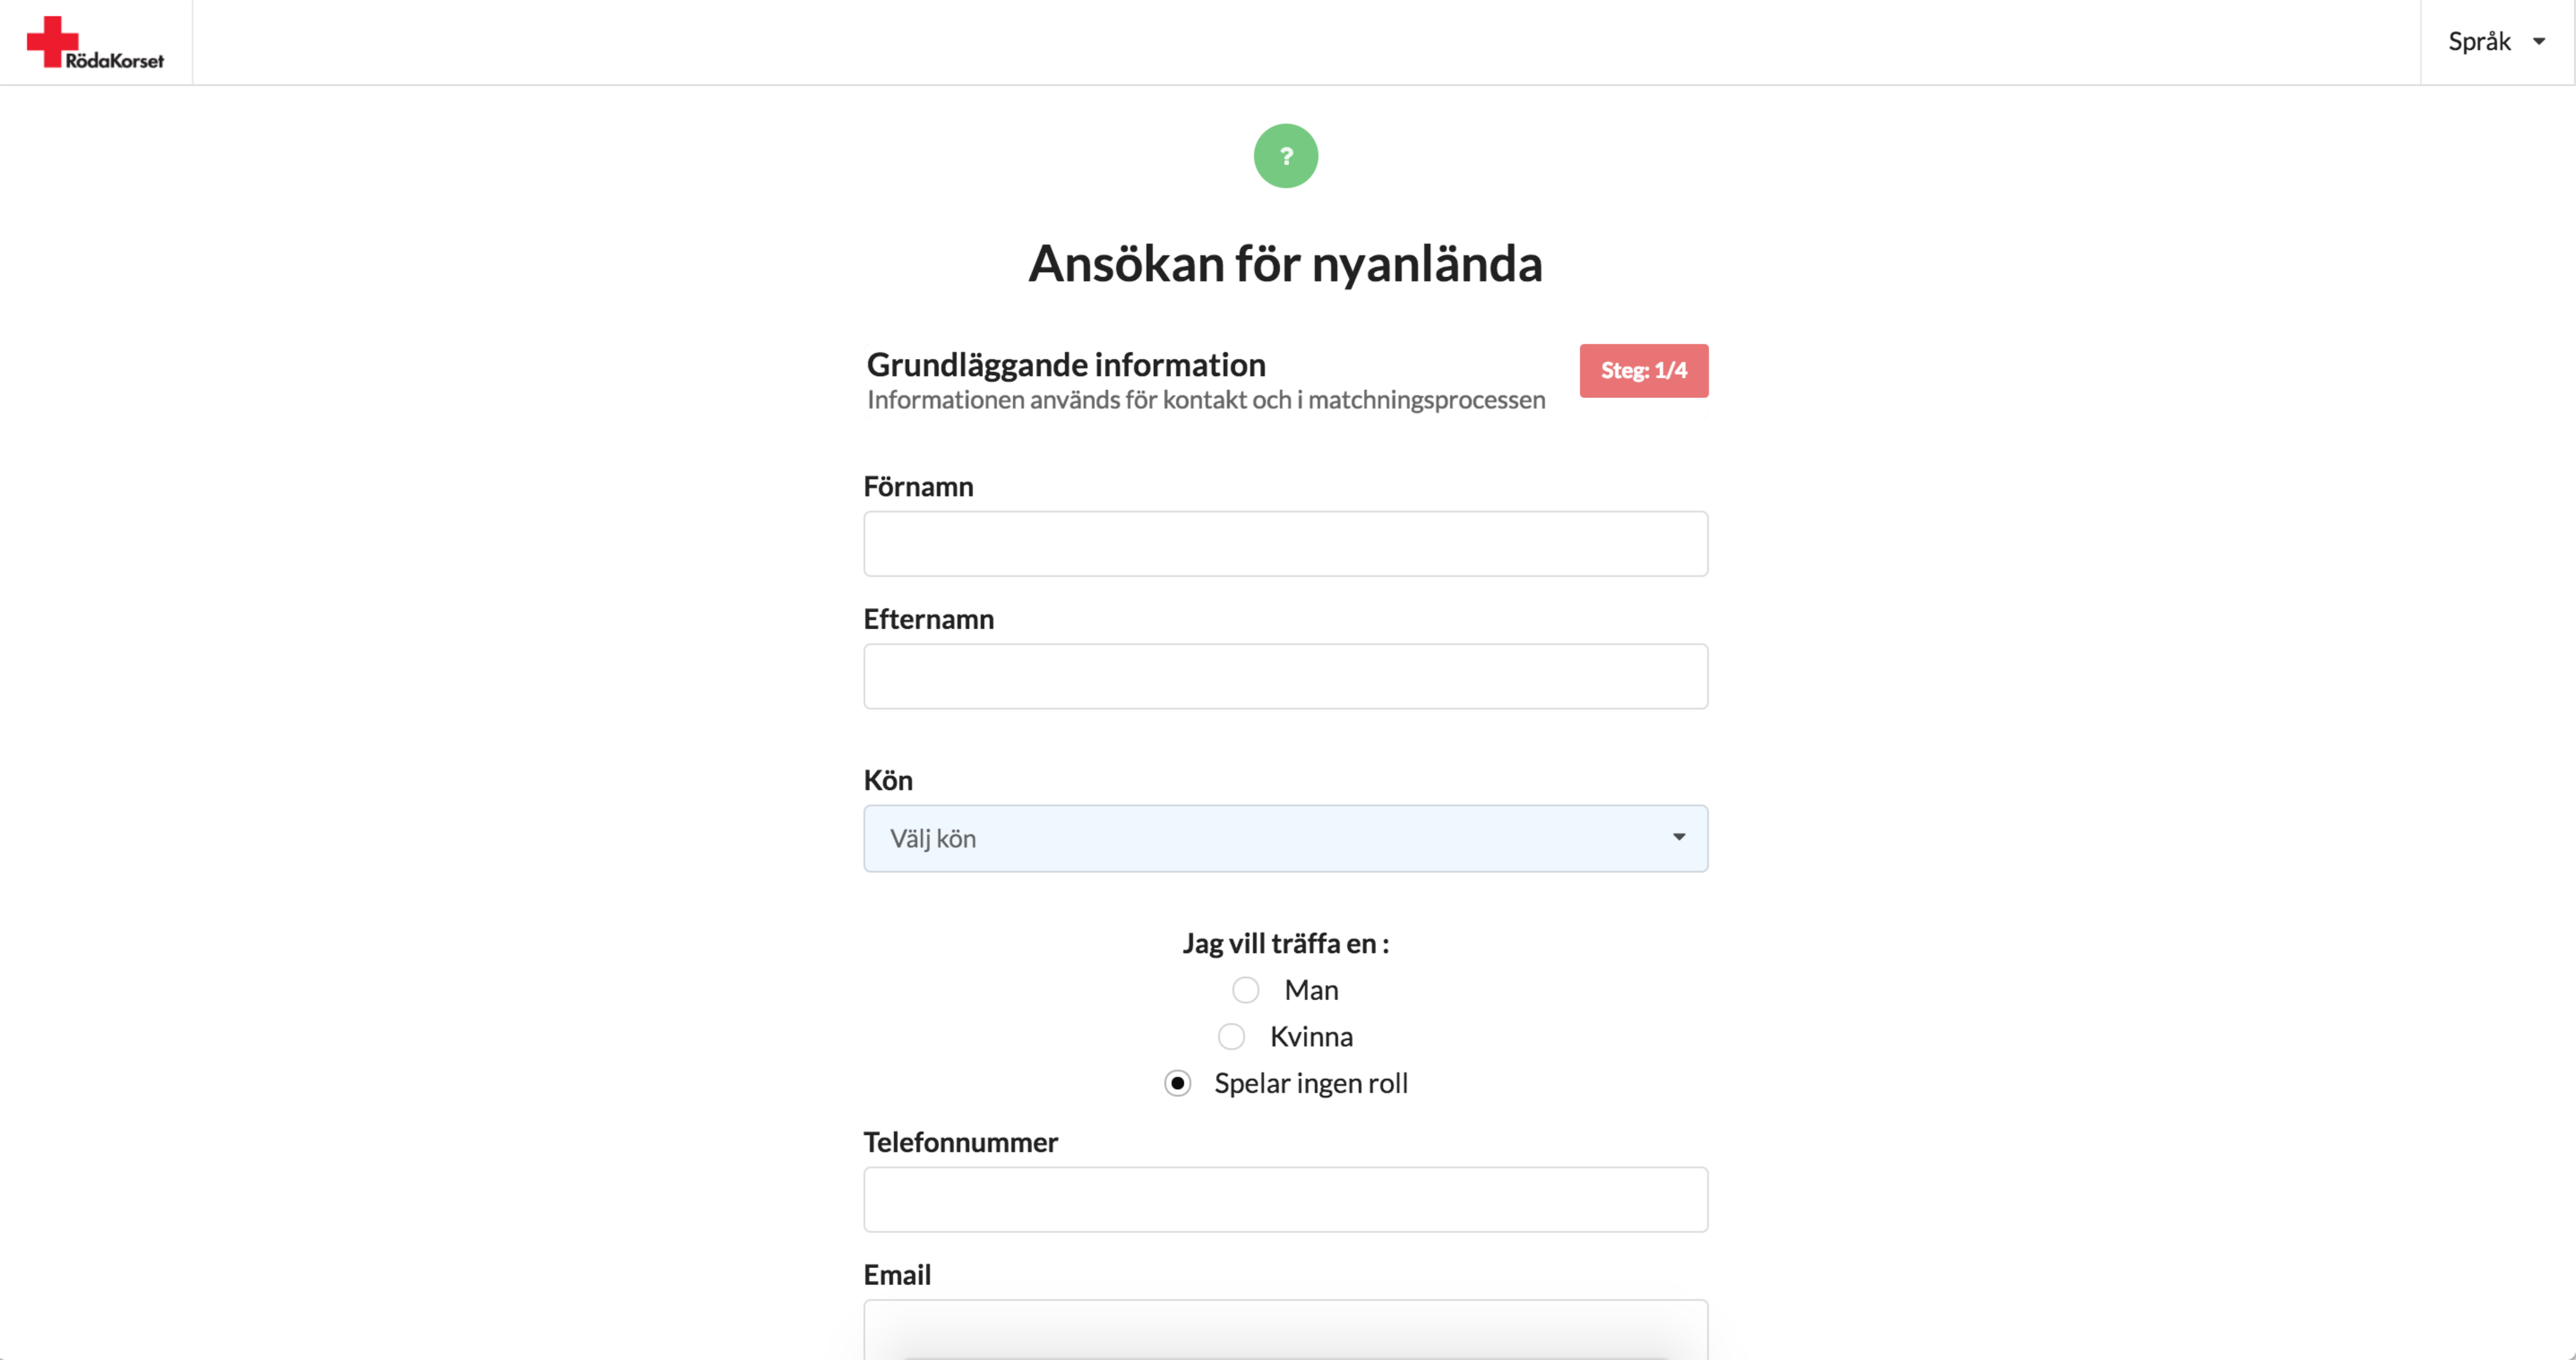 RödaKorset
Språk
?
Ansökan för nyanlända
Grundläggande information
Steg: 1/4
Informationen används för kontakt och i matchningsprocessen
Förnamn
Efternamn
Kön
Välj kön
Jag vill träffa en :
Man
Kvinna
Spelar ingen roll
Telefonnummer
Email